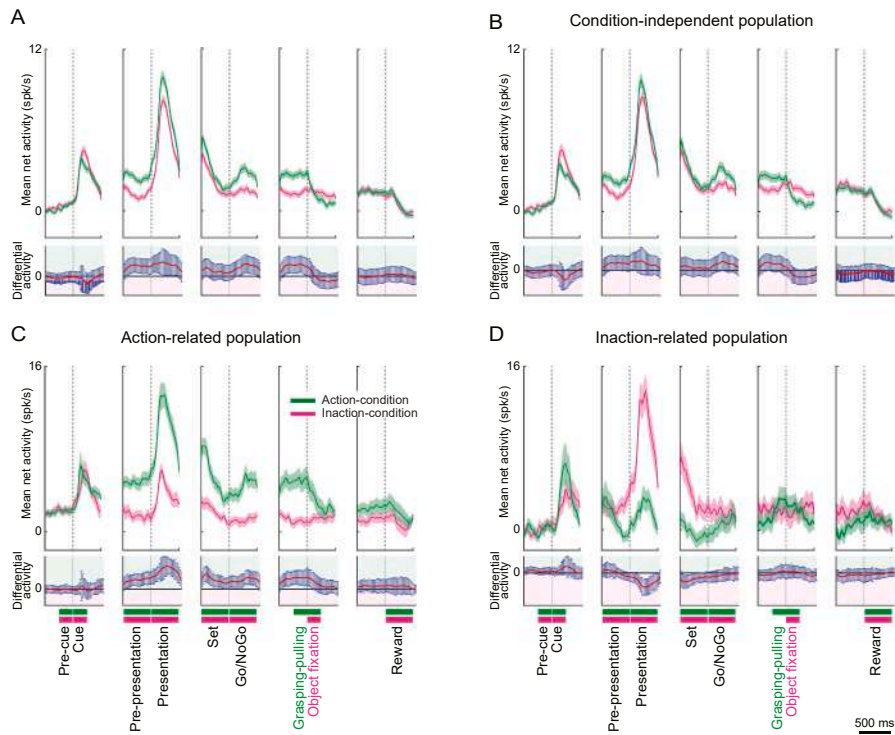 A
12
Mean net activity (spk/s)
0
Differential
activity
0
B
Condition-independent population
12
Mean net activity (spk/s)
0
Differential
activity
0
C
Action-related population
16
Mean net activity (spk/s)
0
Action-condition
Inaction-condition
Differential
activity
0
Pre-cue
Cue
Pre-presentation
Presentation
Set
Go/NoGo
Grasping-pulling
Object fixation
Reward
D
Inaction-related population
16
Mean net activity (spk/s)
0
Differential
activity
0
Pre-cue
Cue
Pre-presentation
Presentation
Set
Go/NoGo
Grasping-pulling
Object fixation
Reward
500 ms